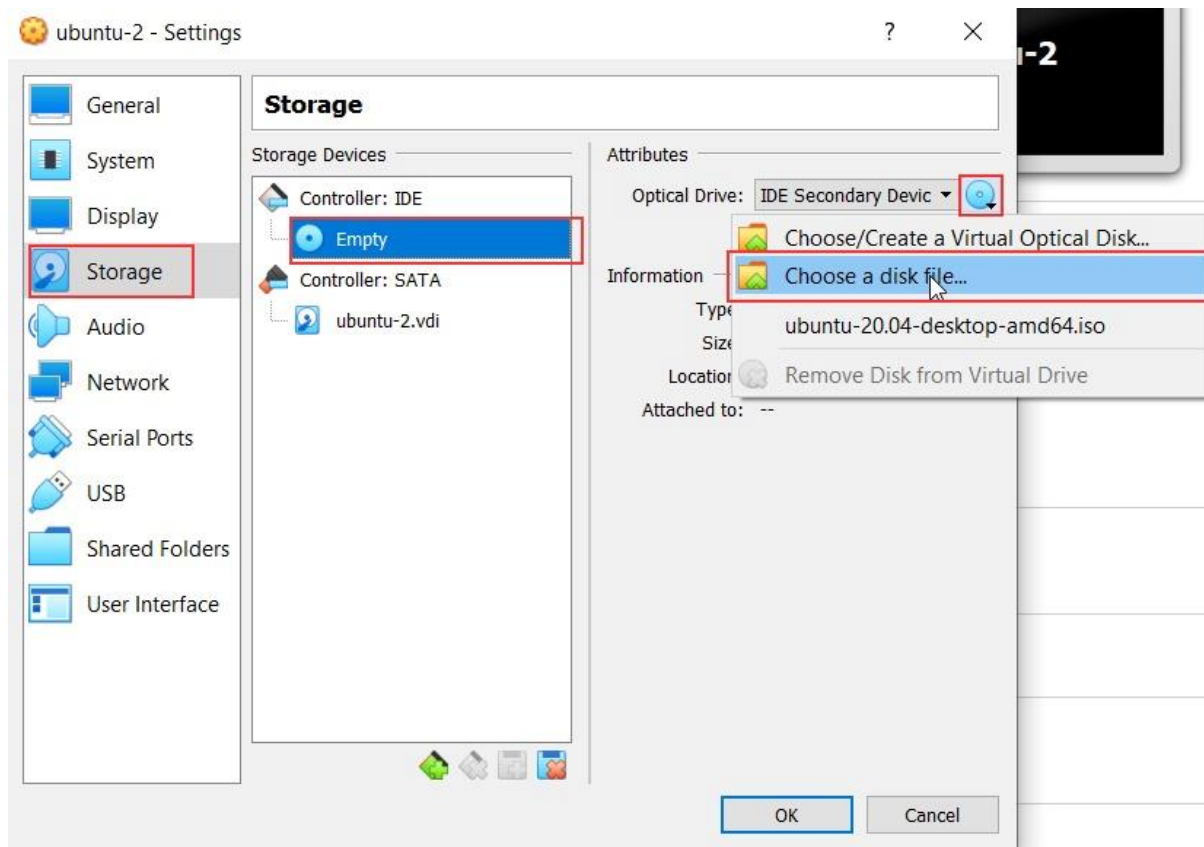 ubuntu-2 - Settings
?
-2
General
System
Display
Storage
Audio
Network
Serial Ports
USB
Shared Folders
User Interface
Storage
Storage Devices
Controller: IDE
Empty
Controller: SATA
ubuntu-2.vdi
Attributes
Optical Drive: IDE Secondary Devic
Choose/Create a Virtual Optical Disk...
Choose a disk file...
ubuntu-20.04-desktop-amd64.iso
Remove Disk from Virtual Drive
Information
Type
Size
Location
Attached to: --
OK
Cancel